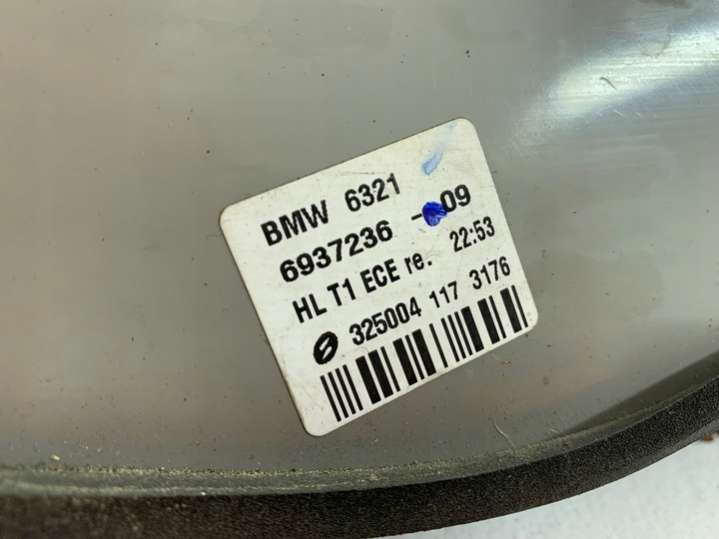 BMW 6321
6937236 - 09
HL T1 ECE re. 22:53
325004 117 3176